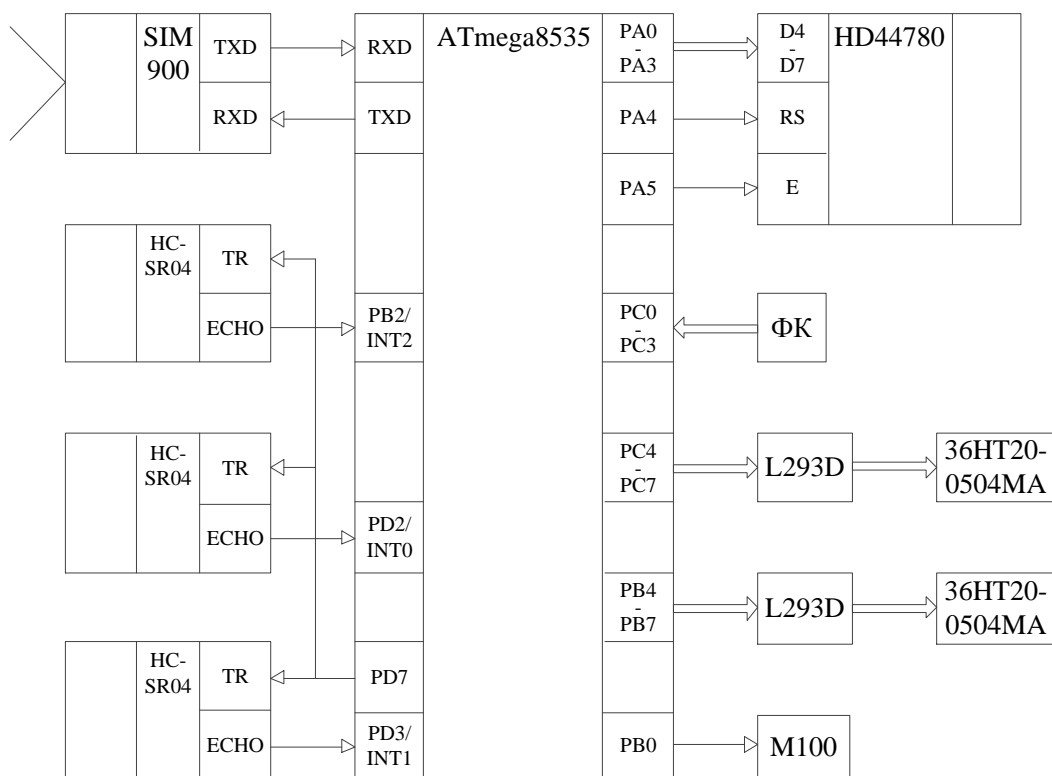 SIM
900
TXD
RXD
RXD
TXD
ATmega8535
PA0
-
PA3
PA4
PA5
D4
-
D7
RS
E
HD44780
HC-
SR04
TR
ECHO
PB2/
INT2
PC0
-
PC3
ФК
HC-
SR04
TR
ECHO
PD2/
INT0
PC4
-
PC7
L293D
36HT20-
0504MA
PB4
-
PB7
L293D
36HT20-
0504MA
HC-
SR04
TR
ECHO
PD7
PD3/
INT1
PB0
M100